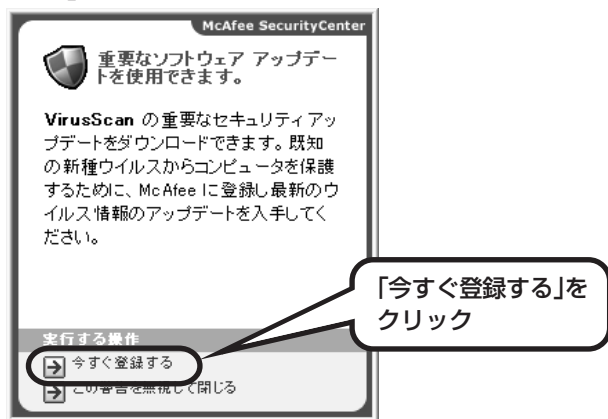 McAfee SecurityCenter
重要なソフトウェア アップデー
トを使用できます。
VirusScan の重要なセキュリティアッ
プデートをダウンロードできます。既知
の新種ウイルスからコンピュータを保護
するために、McAfee に登録し最新のウ
イルス情報のアップデートを入手してく
ださい。
「今すぐ登録する」を
クリック
実行する操作
今すぐ登録する
この警告を無視して閉じる